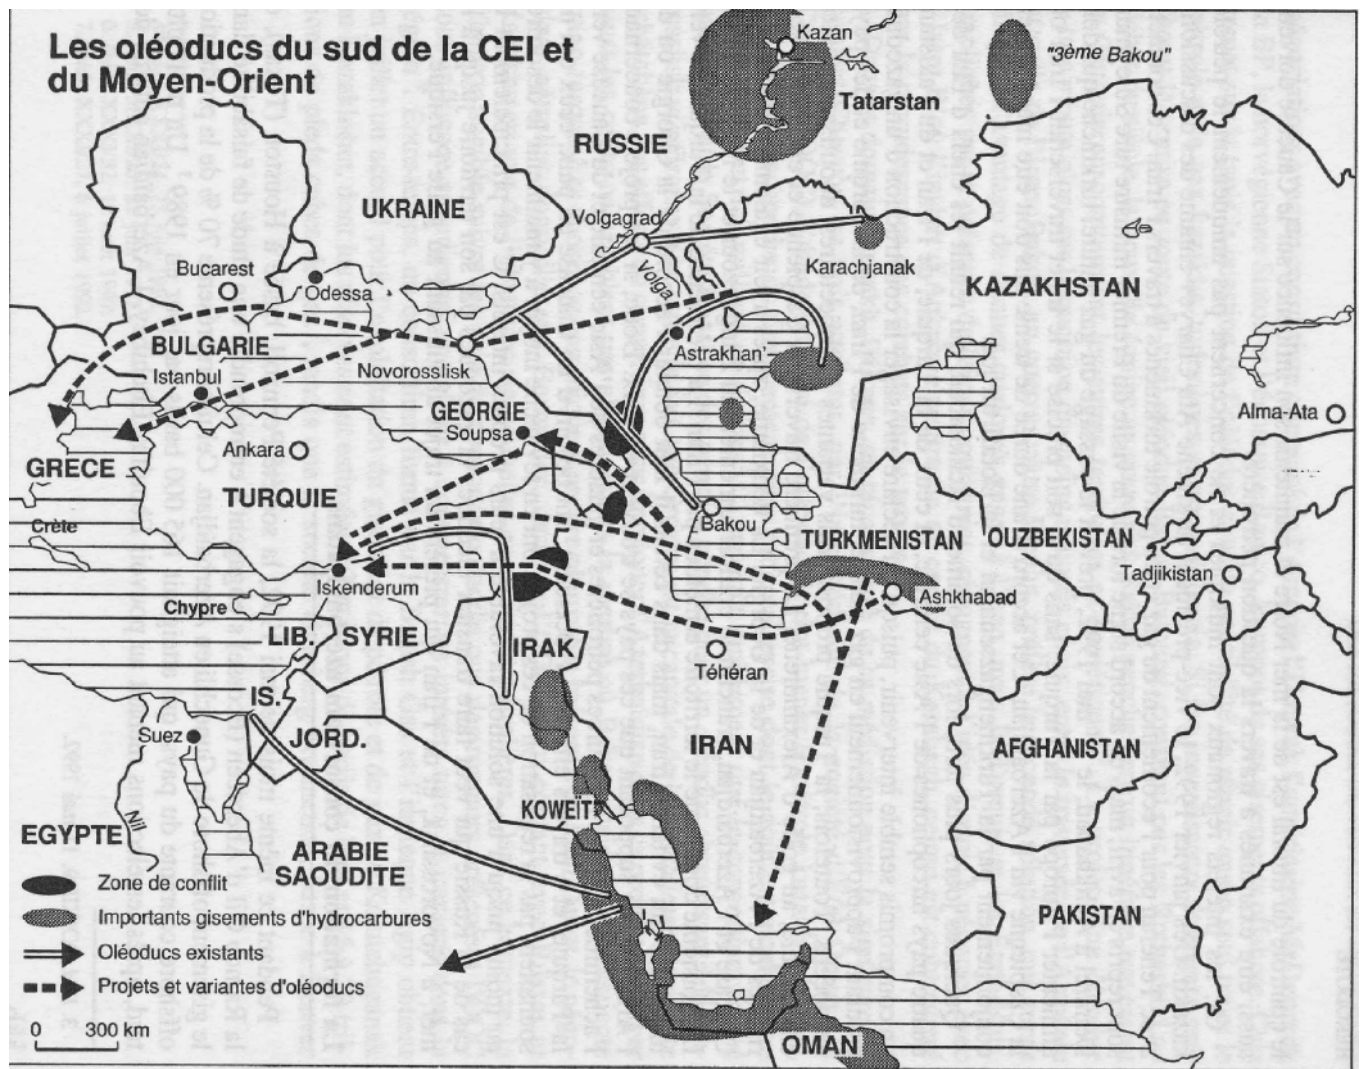 Les oléoducs du sud de la CEI et
du Moyen-Orient
Kazan
"3ème Bakou"
Tatarstan
RUSSIE
UKRAINE
Volgagrad
Bucarest
Odessa
Volga
Karachjanak
KAZAKHSTAN
BULGARIE
Istanbul
Novorosslisk
Astrakhan'
GEORGIE
Soupsa
Alma-Ata
Ankara
GRECE
TURQUIE
Bakou
Crète
TURKMENISTAN
OUZBEKISTAN
Tadjikistan
Iskenderum
Ashkhabad
Chypre
LIB.
SYRIE
IRAK
Téhéran
IS.
Suez
JORD.
IRAN
AFGHANISTAN
KOWEÏT
EGYPTE
Nil
ARABIE
SAOUDITE
PAKISTAN
OMAN
Zone de conflit
Importants gisements d'hydrocarbures
Oléoducs existants
Projets et variantes d'oléoducs
0 300 km